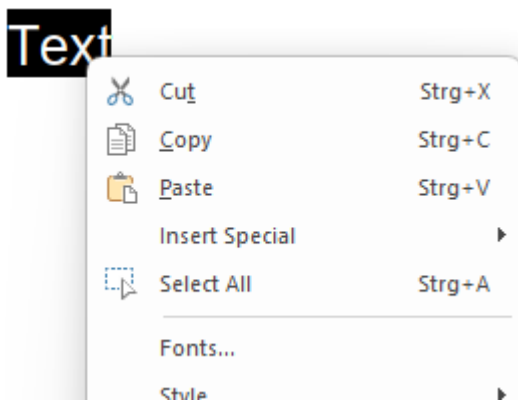 Text
Cut Strg+X
Copy Strg+C
Paste Strg+V
Insert Special
Select All Strg+A
Fonts...
Style